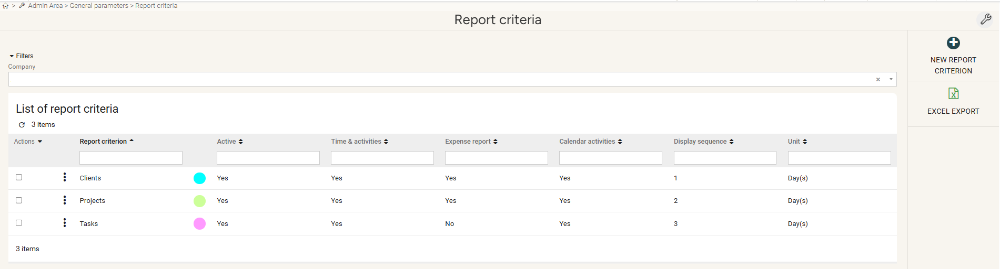 > Admin Area > General parameters > Report criteria
Report criteria
NEW REPORT
CRITERION
EXCEL EXPORT
Filters
Company
List of report criteria
3 items
Actions Report criterion Active Time & activities Expense report Calendar activities Display sequence Unit
Clients Yes Yes Yes Yes 1 Day(s)
Projects Yes Yes Yes Yes 2 Day(s)
Tasks Yes Yes No Yes 3 Day(s)
3 items